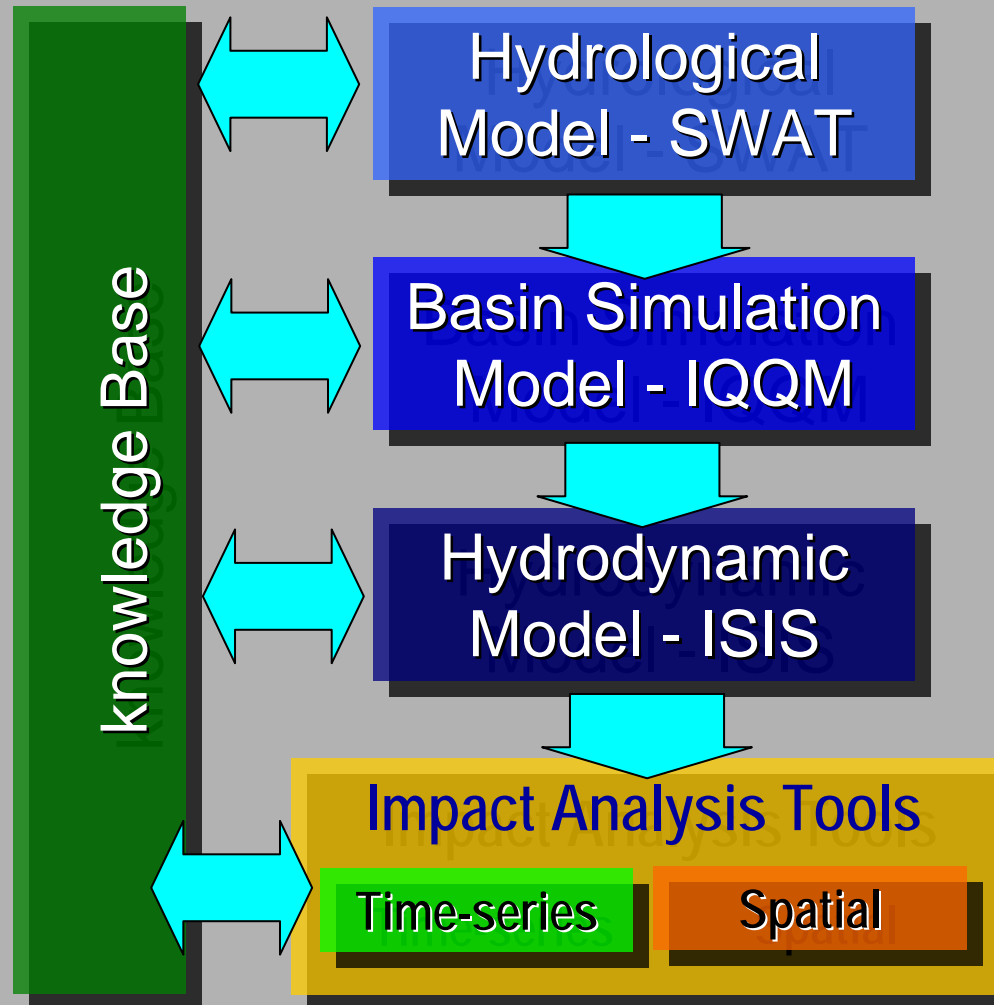 knowledge Base
Hydrological
Model - SWAT
Basin Simulation
Model - IQQM
Hydrodynamic
Model - ISIS
Impact Analysis Tools
Time-series
Spatial